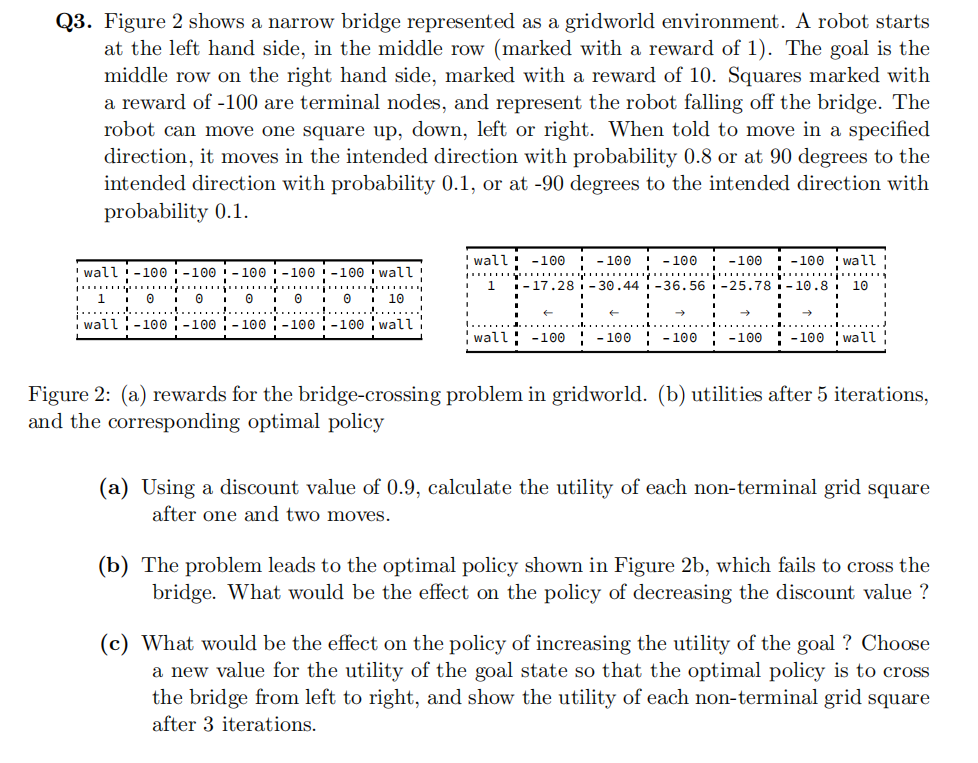 Q3. Figure 2 shows a narrow bridge represented as a gridworld environment. A robot starts
at the left hand side, in the middle row (marked with a reward of 1). The goal is the
middle row on the right hand side, marked with a reward of 10. Squares marked with
a reward of -100 are terminal nodes, and represent the robot falling off the bridge. The
robot can move one square up, down, left or right. When told to move in a specified
direction, it moves in the intended direction with probability 0.8 or at 90 degrees to the
intended direction with probability 0.1, or at -90 degrees to the intended direction with
probability 0.1.
wall -100 -100 -100 -100 -100 wall
1 0 0 0 0 0 10
wall -100 -100 -100 -100 -100 wall
wall -100 -100 -100 -100 -100 wall
1 -17.28 -30.44 -36.56 -25.78 -10.8 10
← ← → → →
wall -100 -100 -100 -100 -100 wall
Figure 2: (a) rewards for the bridge-crossing problem in gridworld. (b) utilities after 5 iterations,
and the corresponding optimal policy
(a) Using a discount value of 0.9, calculate the utility of each non-terminal grid square
after one and two moves.
(b) The problem leads to the optimal policy shown in Figure 2b, which fails to cross the
bridge. What would be the effect on the policy of decreasing the discount value ?
(c) What would be the effect on the policy of increasing the utility of the goal ? Choose
a new value for the utility of the goal state so that the optimal policy is to cross
the bridge from left to right, and show the utility of each non-terminal grid square
after 3 iterations.